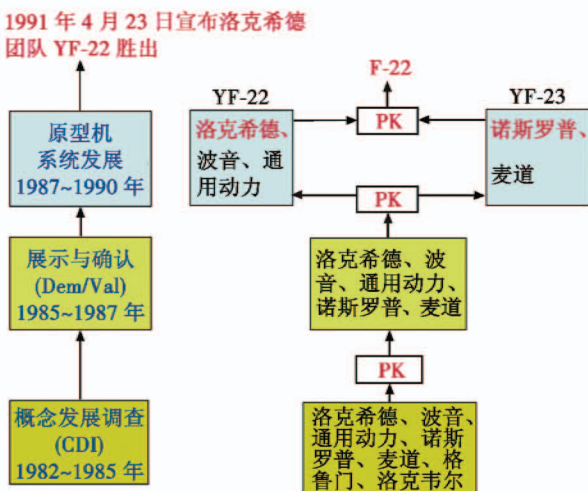 1991 年 4 月 23 日宣布洛克希德
团队 YF-22 胜出
原型机
系统发展
1987~1990 年
展示与确认
(Dem/Val)
1985~1987 年
概念发展调查
(CDI)
1982~1985 年
F-22
YF-22
YF-23
PK
洛克希德、
波音、通
用动力
诺斯罗普、
麦道
PK
洛克希德、波
音、通用动力、
诺斯罗普、麦道
PK
洛克希德、波音、
通用动力、诺斯
罗普、麦道、格
鲁门、洛克韦尔